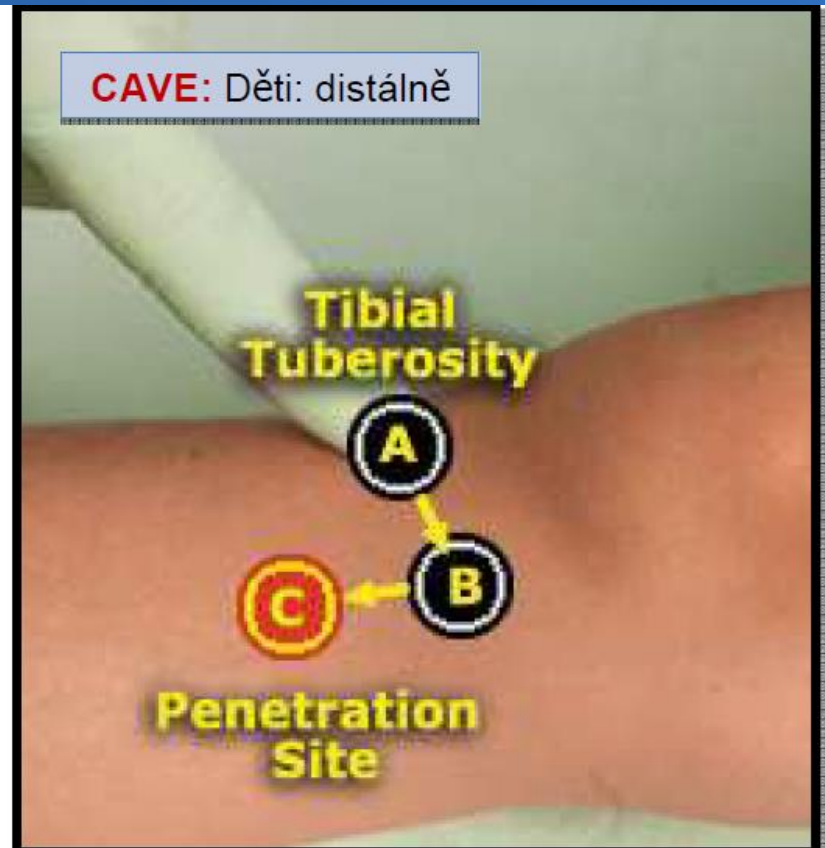 CAVE: Děti: distálně
Tibial
Tuberosity
A
B
C
Penetration
Site